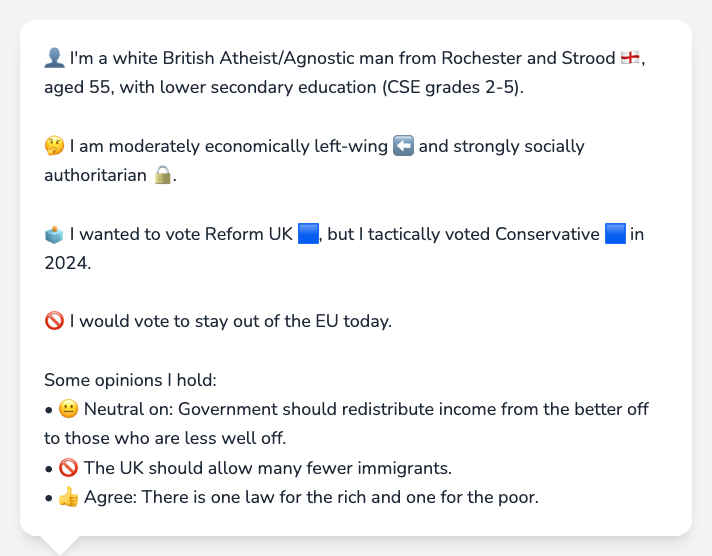 👤 I'm a white British Atheist/Agnostic man from Rochester and Strood 🏴󠁧󠁢󠁥󠁮󠁧󠁿,
aged 55, with lower secondary education (CSE grades 2-5).
🤔 I am moderately economically left-wing ⬅️ and strongly socially
authoritarian 🔒.
🗳️ I wanted to vote Reform UK 🟦, but I tactically voted Conservative 🟦 in
2024.
🚫 I would vote to stay out of the EU today.
Some opinions I hold:
• 😐 Neutral on: Government should redistribute income from the better off
to those who are less well off.
• 🚫 The UK should allow many fewer immigrants.
• 👍 Agree: There is one law for the rich and one for the poor.